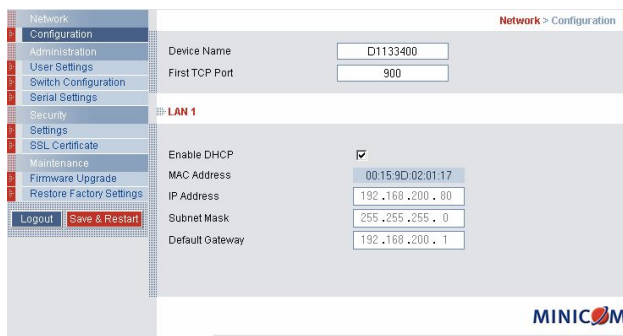 Network
Configuration
Administration
User Settings
Switch Configuration
Serial Settings
Security
Settings
SSL Certificate
Maintenance
Firmware Upgrade
Restore Factory Settings
Logout Save & Restart
Network > Configuration
Device Name D1133400
First TCP Port 900
LAN 1
Enable DHCP
MAC Address 00:15:9D:02:01:17
IP Address 192.168.200.80
Subnet Mask 255.255.255.0
Default Gateway 192.168.200.1
MINICOM